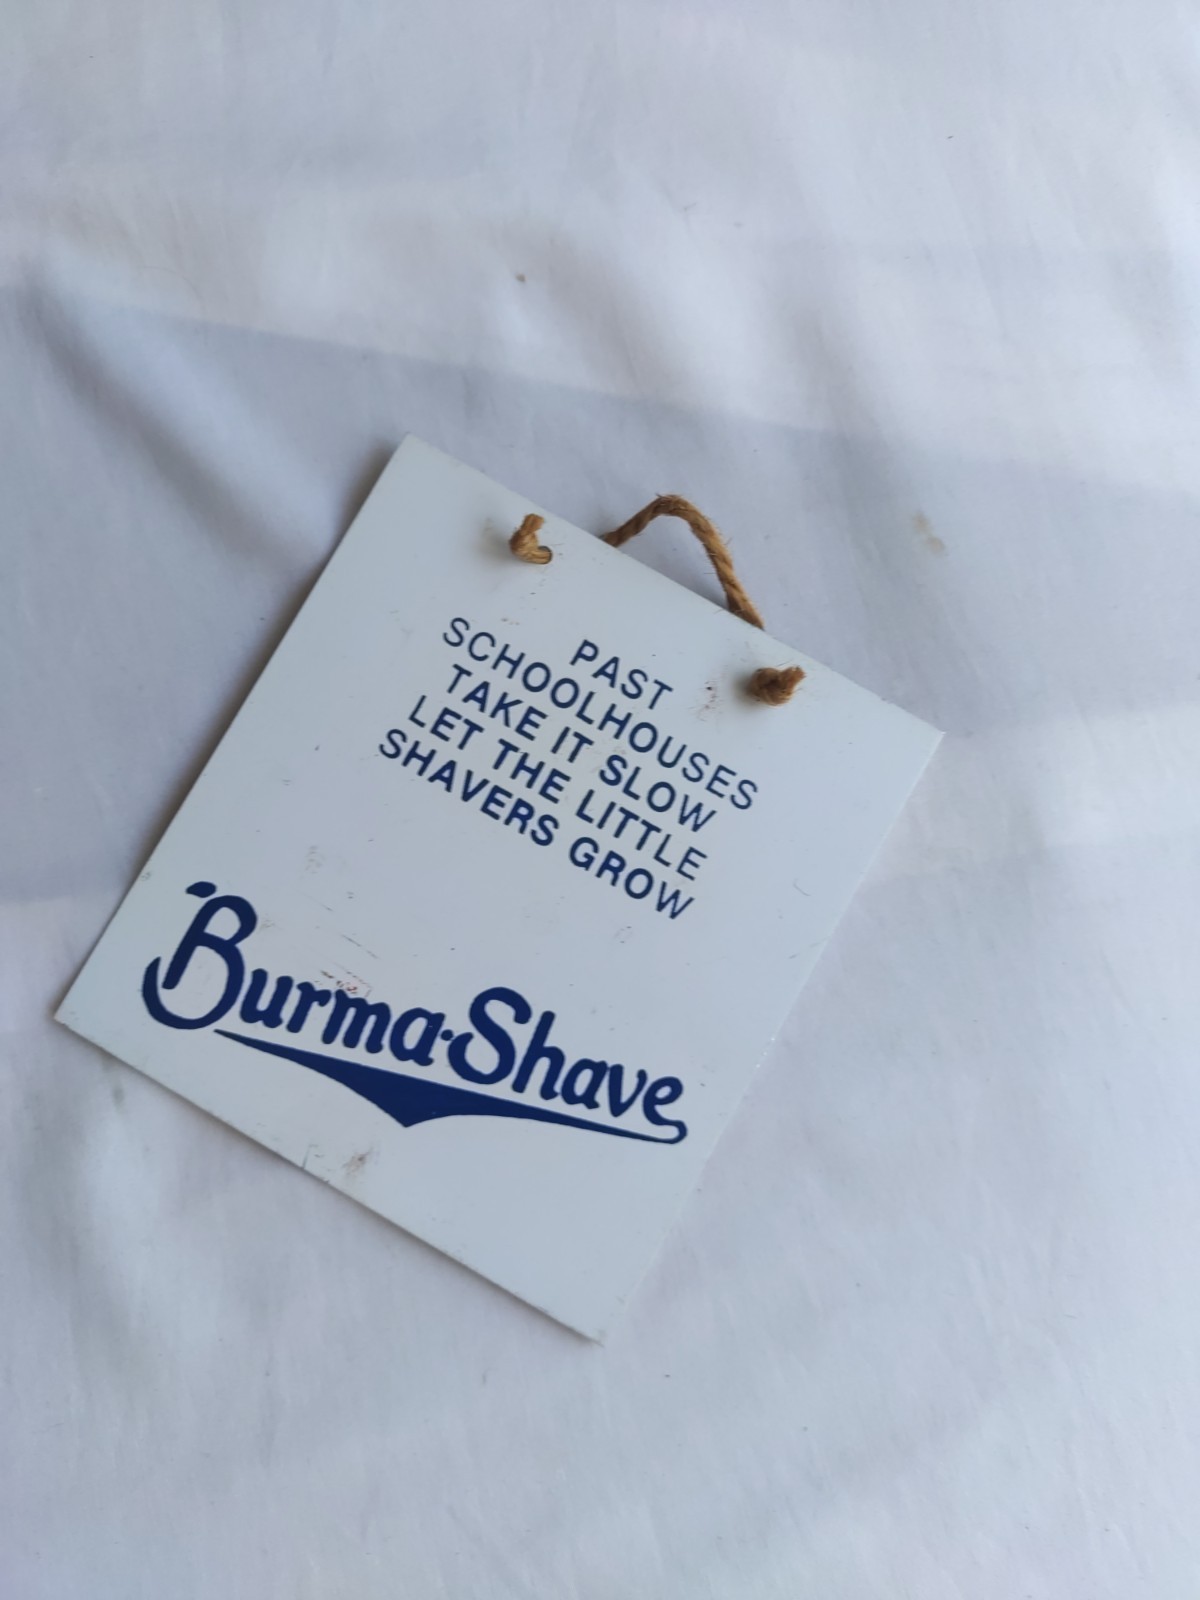 PAST
SCHOOLHOUSES
TAKE IT SLOW
LET THE LITTLE
SHAVERS GROW
Burma-Shave